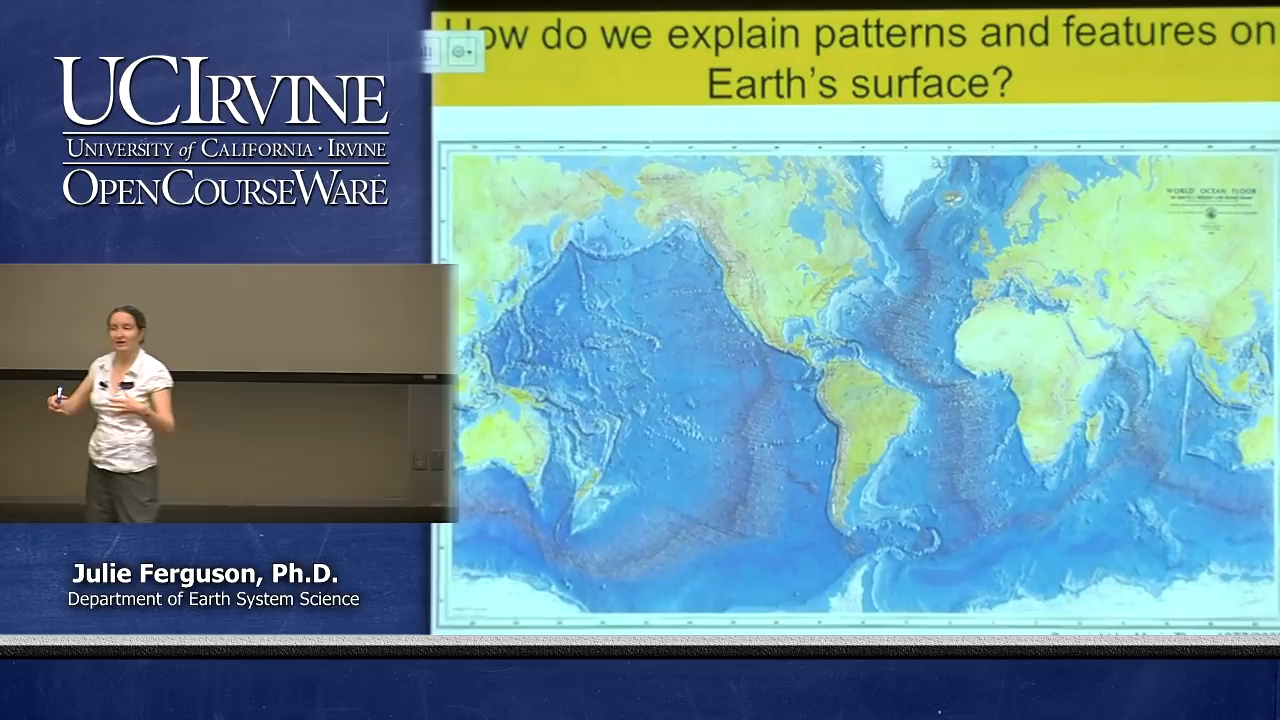 UCIRVINE
UNIVERSITY of CALIFORNIA · IRVINE
OPENCOURSEWARE
How do we explain patterns and features on
Earth's surface?
WORLD OCEAN FLOOR
Julie Ferguson, Ph.D.
Department of Earth System Science